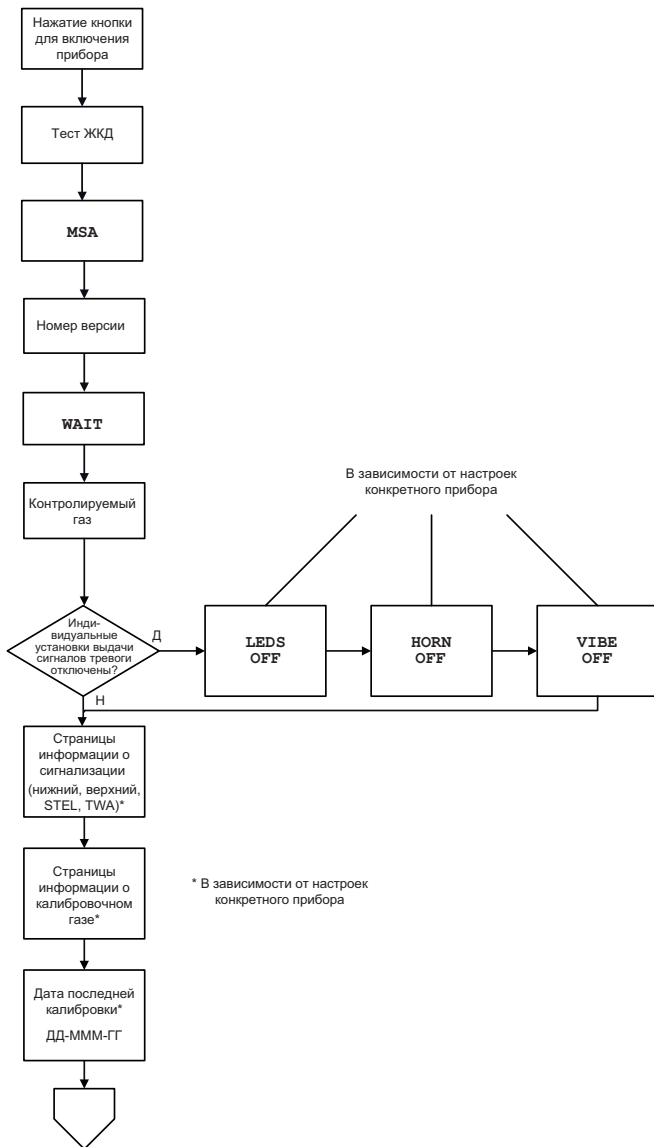 Нажатие кнопки
для включения
прибора
Тест ЖКД
MSA
Номер версии
WAIT
Контролируемый
газ
В зависимости от настроек
конкретного прибора
Инди-
видуальные
установки выдачи
сигналов тревоги
отключены?
Д
LEDS
OFF
HORN
OFF
VIBE
OFF
Н
Страницы
информации о
сигнализации
(нижний, верхний,
STEL, TWA)*
Страницы
информации о
калибровочном
газе*
* В зависимости от настроек
конкретного прибора
Дата последней
калибровки*
ДД-МММ-ГГ